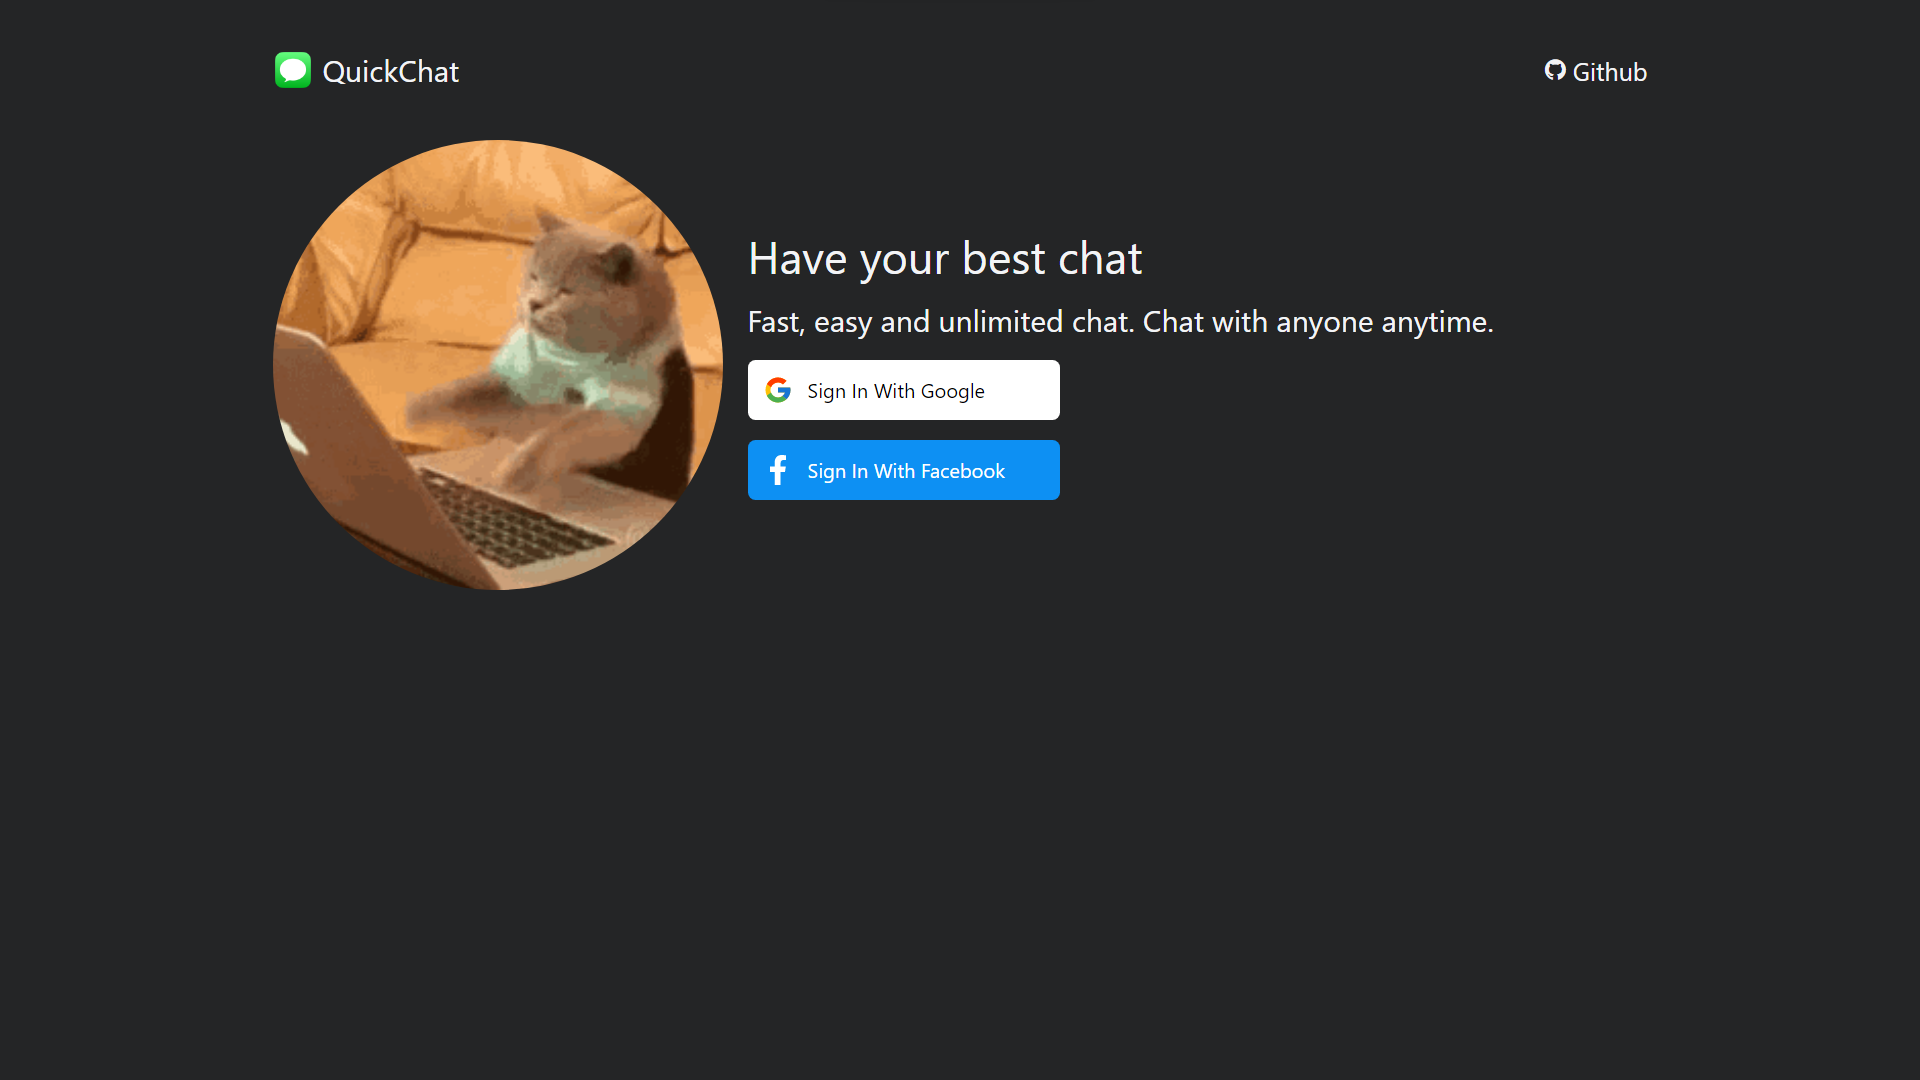 QuickChat
Github
Have your best chat
Fast, easy and unlimited chat. Chat with anyone anytime.
Sign In With Google
Sign In With Facebook